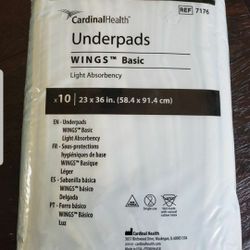 CardinalHealth™
REF 7176
Underpads
WINGS™ Basic
Light Absorbency
x10 23 x 36 in. (58.4 x 91.4 cm)
EN - Underpads
WINGS™ Basic
Light Absorbency
FR - Sous-protections
hygiéniques de base
WINGS™ Basique
Léger
ES - Sabanilla básica
WINGS™ básico
Delgada
PT - Forro básico
WINGS™ Básico
Luz
Cardinal Health